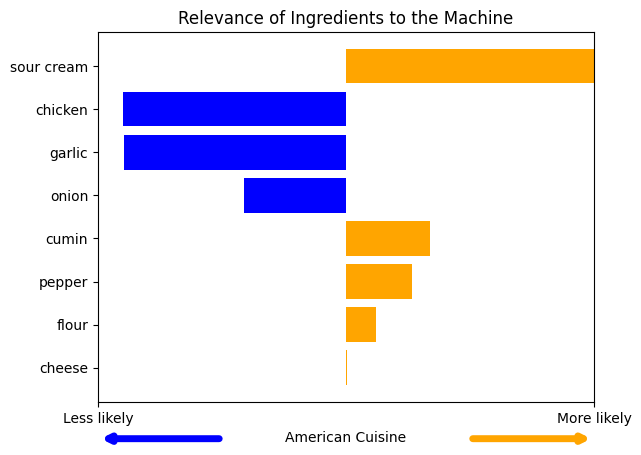 Relevance of Ingredients to the Machine
sour cream
chicken
garlic
onion
cumin
pepper
flour
cheese
Less likely
More likely
American Cuisine